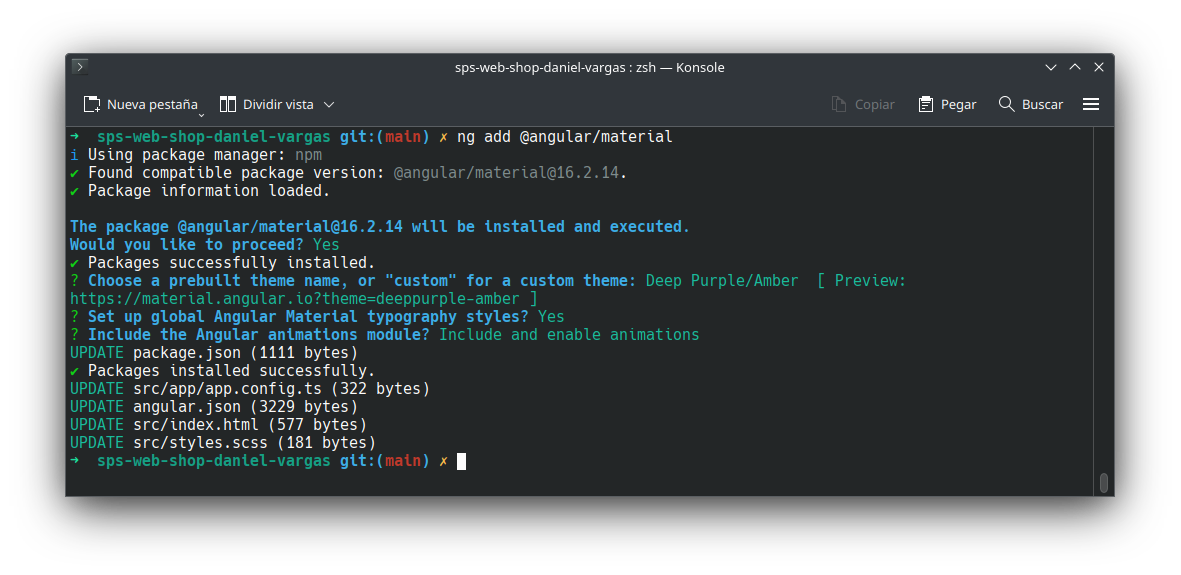 sps-web-shop-daniel-vargas : zsh — Konsole
Nueva pestaña Dividir vista Copiar Pegar Buscar
➜ sps-web-shop-daniel-vargas git:(main) ✗ ng add @angular/material
i Using package manager: npm
✔ Found compatible package version: @angular/material@16.2.14.
✔ Package information loaded.
The package @angular/material@16.2.14 will be installed and executed.
Would you like to proceed? Yes
✔ Packages successfully installed.
? Choose a prebuilt theme name, or "custom" for a custom theme: Deep Purple/Amber [ Preview:
https://material.angular.io?theme=deeppurple-amber ]
? Set up global Angular Material typography styles? Yes
? Include the Angular animations module? Include and enable animations
UPDATE package.json (1111 bytes)
✔ Packages installed successfully.
UPDATE src/app/app.config.ts (322 bytes)
UPDATE angular.json (3229 bytes)
UPDATE src/index.html (577 bytes)
UPDATE src/styles.scss (181 bytes)
➜ sps-web-shop-daniel-vargas git:(main) ✗